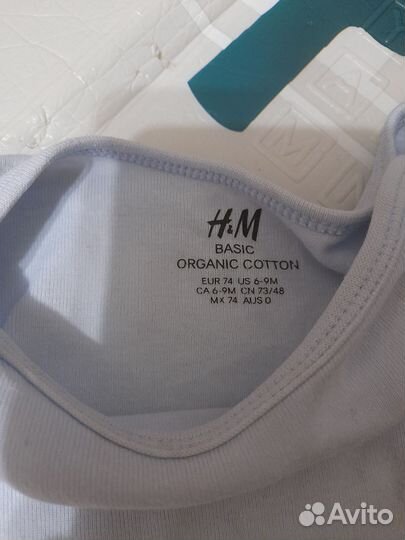 H&M
BASIC
ORGANIC COTTON
EUR 74 US 6-9M
CA 6-9M CN 73/48
MX 74 AUS 0
Avito